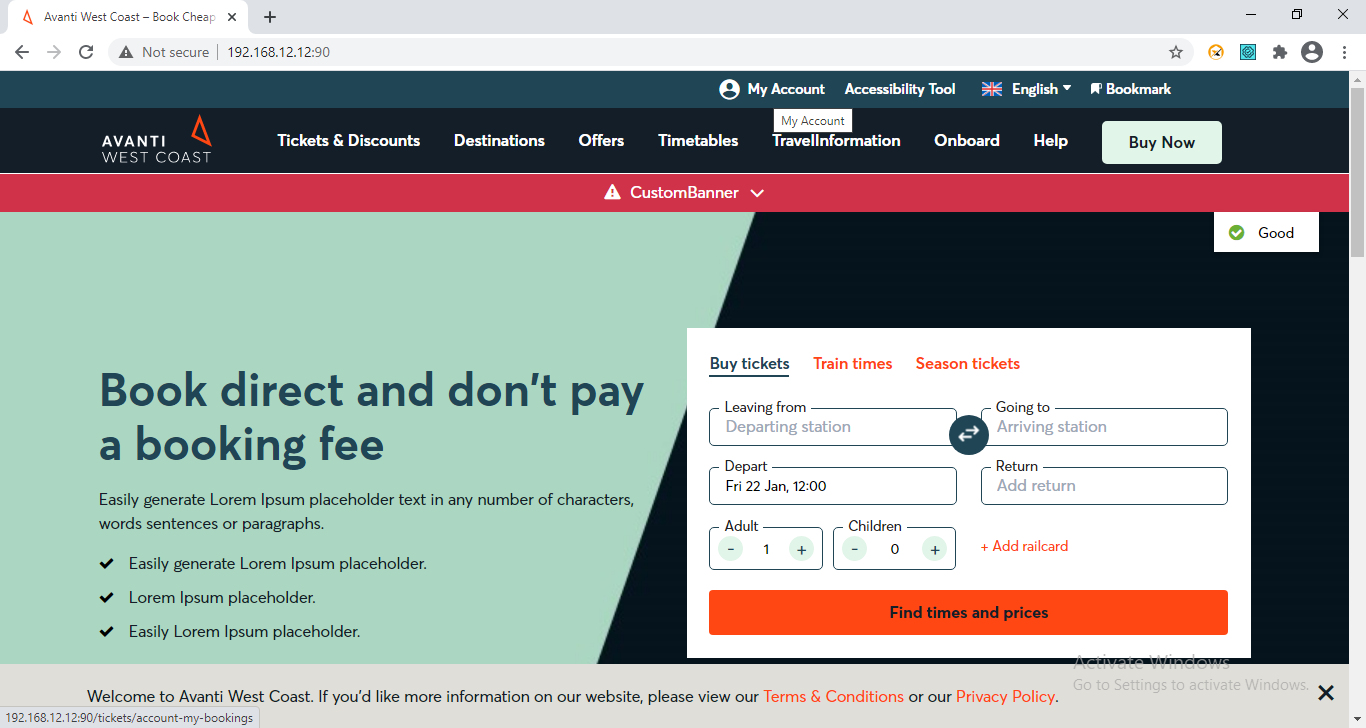 Avanti West Coast – Book Cheap
Not secure 192.168.12.12:90
My Account Accessibility Tool English Bookmark
My Account
AVANTI
WEST COAST
Tickets & Discounts Destinations Offers Timetables TravelInformation Onboard Help Buy Now
CustomBanner
Good
Book direct and don't pay
a booking fee
Easily generate Lorem Ipsum placeholder text in any number of characters,
words sentences or paragraphs.
Easily generate Lorem Ipsum placeholder.
Lorem Ipsum placeholder.
Easily Lorem Ipsum placeholder.
Buy tickets Train times Season tickets
Leaving from Going to
Departing station Arriving station
Depart Return
Fri 22 Jan, 12:00 Add return
Adult Children
- 1 + - 0 + + Add railcard
Find times and prices
Activate Windows
Go to Settings to activate Windows.
Welcome to Avanti West Coast. If you'd like more information on our website, please view our Terms & Conditions or our Privacy Policy.
192.168.12.12:90/tickets/account-my-bookings